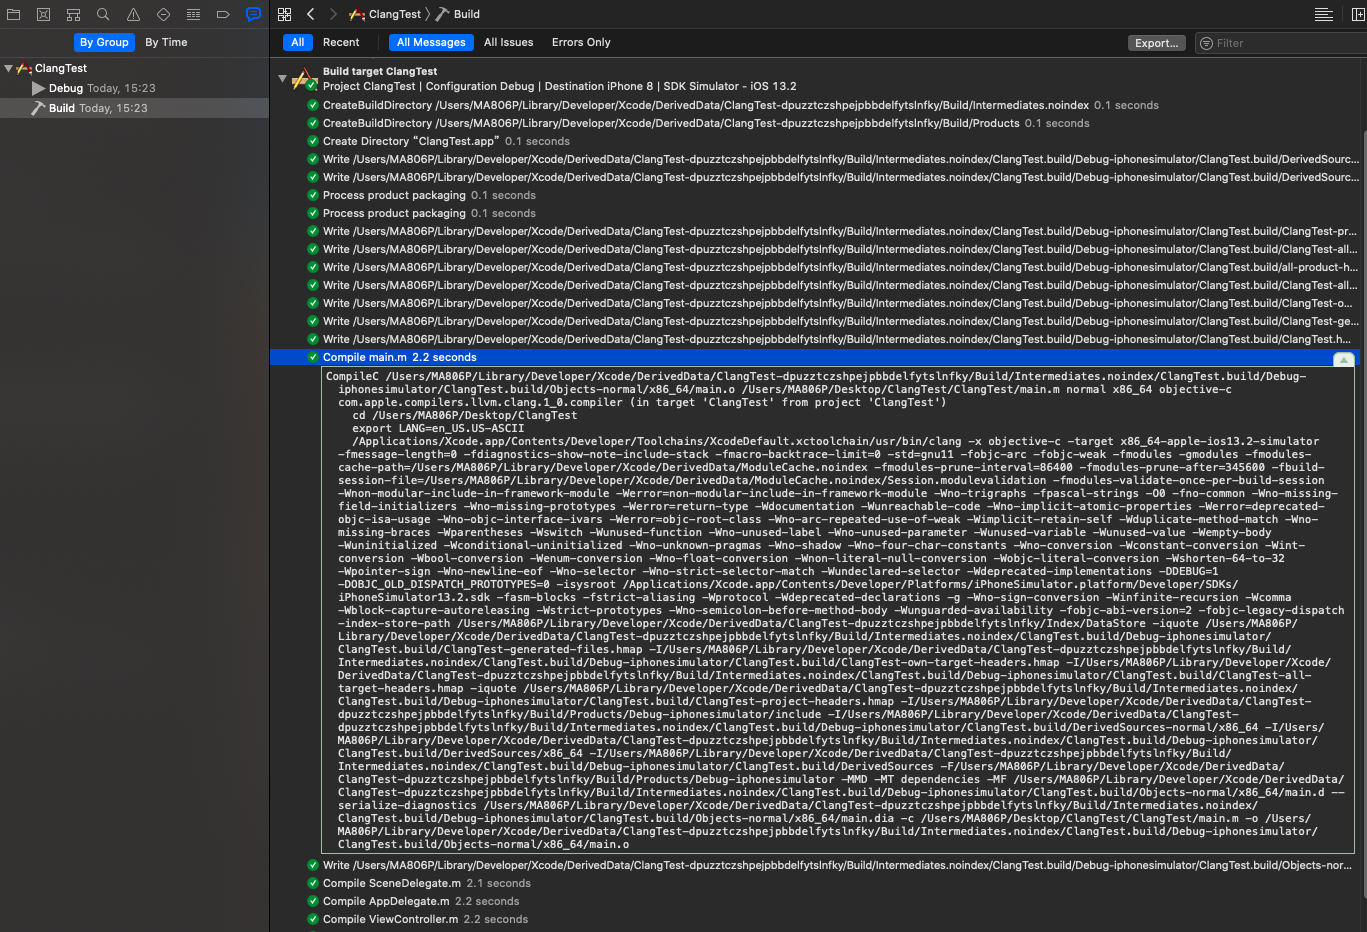 ClangTest
Build
By Group
By Time
All
Recent
All Messages
All Issues
Errors Only
Export...
Filter
ClangTest
Debug Today, 15:23
Build Today, 15:23
Build target ClangTest
Project ClangTest | Configuration Debug | Destination iPhone 8 | SDK Simulator - iOS 13.2
CreateBuildDirectory /Users/MA806P/Library/Developer/Xcode/DerivedData/ClangTest-dpuzztczshpejpbbdelfytslnfky/Build/Intermediates.noindex 0.1 seconds
CreateBuildDirectory /Users/MA806P/Library/Developer/Xcode/DerivedData/ClangTest-dpuzztczshpejpbbdelfytslnfky/Build/Products 0.1 seconds
Create Directory “ClangTest.app” 0.1 seconds
Write /Users/MA806P/Library/Developer/Xcode/DerivedData/ClangTest-dpuzztczshpejpbbdelfytslnfky/Build/Intermediates.noindex/ClangTest.build/Debug-iphonesimulator/ClangTest.build/DerivedSourc...
Write /Users/MA806P/Library/Developer/Xcode/DerivedData/ClangTest-dpuzztczshpejpbbdelfytslnfky/Build/Intermediates.noindex/ClangTest.build/Debug-iphonesimulator/ClangTest.build/DerivedSourc...
Process product packaging 0.1 seconds
Process product packaging 0.1 seconds
Write /Users/MA806P/Library/Developer/Xcode/DerivedData/ClangTest-dpuzztczshpejpbbdelfytslnfky/Build/Intermediates.noindex/ClangTest.build/Debug-iphonesimulator/ClangTest.build/ClangTest-pr...
Write /Users/MA806P/Library/Developer/Xcode/DerivedData/ClangTest-dpuzztczshpejpbbdelfytslnfky/Build/Intermediates.noindex/ClangTest.build/Debug-iphonesimulator/ClangTest.build/ClangTest-all...
Write /Users/MA806P/Library/Developer/Xcode/DerivedData/ClangTest-dpuzztczshpejpbbdelfytslnfky/Build/Intermediates.noindex/ClangTest.build/Debug-iphonesimulator/ClangTest.build/all-product-h...
Write /Users/MA806P/Library/Developer/Xcode/DerivedData/ClangTest-dpuzztczshpejpbbdelfytslnfky/Build/Intermediates.noindex/ClangTest.build/Debug-iphonesimulator/ClangTest.build/ClangTest-all...
Write /Users/MA806P/Library/Developer/Xcode/DerivedData/ClangTest-dpuzztczshpejpbbdelfytslnfky/Build/Intermediates.noindex/ClangTest.build/Debug-iphonesimulator/ClangTest.build/ClangTest-o...
Write /Users/MA806P/Library/Developer/Xcode/DerivedData/ClangTest-dpuzztczshpejpbbdelfytslnfky/Build/Intermediates.noindex/ClangTest.build/Debug-iphonesimulator/ClangTest.build/ClangTest-ge...
Write /Users/MA806P/Library/Developer/Xcode/DerivedData/ClangTest-dpuzztczshpejpbbdelfytslnfky/Build/Intermediates.noindex/ClangTest.build/Debug-iphonesimulator/ClangTest.build/ClangTest.h...
Compile main.m 2.2 seconds
CompileC /Users/MA806P/Library/Developer/Xcode/DerivedData/ClangTest-dpuzztczshpejpbbdelfytslnfky/Build/Intermediates.noindex/ClangTest.build/Debug-
iphonesimulator/ClangTest.build/Objects-normal/x86_64/main.o /Users/MA806P/Desktop/ClangTest/ClangTest/main.m normal x86_64 objective-c
com.apple.compilers.llvm.clang.1_0.compiler (in target 'ClangTest' from project 'ClangTest')
cd /Users/MA806P/Desktop/ClangTest
export LANG=en_US.US-ASCII
/Applications/Xcode.app/Contents/Developer/Toolchains/XcodeDefault.xctoolchain/usr/bin/clang -x objective-c -target x86_64-apple-ios13.2-simulator
-fmessage-length=0 -fdiagnostics-show-note-include-stack -fmacro-backtrace-limit=0 -std=gnu11 -fobjc-arc -fobjc-weak -fmodules -gmodules -fmodules-
cache-path=/Users/MA806P/Library/Developer/Xcode/DerivedData/ModuleCache.noindex -fmodules-prune-interval=86400 -fmodules-prune-after=345600 -fbuild-
session-file=/Users/MA806P/Library/Developer/Xcode/DerivedData/ModuleCache.noindex/Session.modulevalidation -fmodules-validate-once-per-build-session
-Wnon-modular-include-in-framework-module -Werror=non-modular-include-in-framework-module -Wno-trigraphs -fpascal-strings -O0 -fno-common -Wno-missing-
field-initializers -Wno-missing-prototypes -Werror=return-type -Wdocumentation -Wunreachable-code -Wno-implicit-atomic-properties -Werror=deprecated-
objc-isa-usage -Wno-objc-interface-ivars -Werror=objc-root-class -Wno-arc-repeated-use-of-weak -Wimplicit-retain-self -Wduplicate-method-match -Wno-
missing-braces -Wparentheses -Wswitch -Wunused-function -Wno-unused-label -Wno-unused-parameter -Wunused-variable -Wunused-value -Wempty-body
-Wuninitialized -Wconditional-uninitialized -Wno-unknown-pragmas -Wno-shadow -Wno-four-char-constants -Wno-conversion -Wconstant-conversion -Wint-
conversion -Wbool-conversion -Wenum-conversion -Wno-float-conversion -Wnon-literal-null-conversion -Wobjc-literal-conversion -Wshorten-64-to-32
-Wpointer-sign -Wno-newline-eof -Wno-selector -Wno-strict-selector-match -Wundeclared-selector -Wdeprecated-implementations -DDEBUG=1
-DOBJC_OLD_DISPATCH_PROTOTYPES=0 -isysroot /Applications/Xcode.app/Contents/Developer/Platforms/iPhoneSimulator.platform/Developer/SDKs/
iPhoneSimulator13.2.sdk -fasm-blocks -fstrict-aliasing -Wprotocol -Wdeprecated-declarations -g -Wno-sign-conversion -Winfinite-recursion -Wcomma
-Wblock-capture-autoreleasing -Wstrict-prototypes -Wno-semicolon-before-method-body -Wunguarded-availability -fobjc-abi-version=2 -fobjc-legacy-dispatch
-index-store-path /Users/MA806P/Library/Developer/Xcode/DerivedData/ClangTest-dpuzztczshpejpbbdelfytslnfky/Index/DataStore -iquote /Users/MA806P/
Library/Developer/Xcode/DerivedData/ClangTest-dpuzztczshpejpbbdelfytslnfky/Build/Intermediates.noindex/ClangTest.build/Debug-iphonesimulator/
ClangTest.build/ClangTest-generated-files.hmap -I/Users/MA806P/Library/Developer/Xcode/DerivedData/ClangTest-dpuzztczshpejpbbdelfytslnfky/Build/
Intermediates.noindex/ClangTest.build/Debug-iphonesimulator/ClangTest.build/ClangTest-own-target-headers.hmap -I/Users/MA806P/Library/Developer/Xcode/
DerivedData/ClangTest-dpuzztczshpejpbbdelfytslnfky/Build/Intermediates.noindex/ClangTest.build/Debug-iphonesimulator/ClangTest.build/ClangTest-all-
target-headers.hmap -iquote /Users/MA806P/Library/Developer/Xcode/DerivedData/ClangTest-dpuzztczshpejpbbdelfytslnfky/Build/Intermediates.noindex/
ClangTest.build/Debug-iphonesimulator/ClangTest.build/ClangTest-project-headers.hmap -I/Users/MA806P/Library/Developer/Xcode/DerivedData/ClangTest-
dpuzztczshpejpbbdelfytslnfky/Build/Products/Debug-iphonesimulator/include -I/Users/MA806P/Library/Developer/Xcode/DerivedData/ClangTest-
dpuzztczshpejpbbdelfytslnfky/Build/Intermediates.noindex/ClangTest.build/Debug-iphonesimulator/ClangTest.build/DerivedSources-normal/x86_64 -I/Users/
MA806P/Library/Developer/Xcode/DerivedData/ClangTest-dpuzztczshpejpbbdelfytslnfky/Build/Intermediates.noindex/ClangTest.build/Debug-iphonesimulator/
ClangTest.build/DerivedSources/x86_64 -I/Users/MA806P/Library/Developer/Xcode/DerivedData/ClangTest-dpuzztczshpejpbbdelfytslnfky/Build/
Intermediates.noindex/ClangTest.build/Debug-iphonesimulator/ClangTest.build/DerivedSources -F/Users/MA806P/Library/Developer/Xcode/DerivedData/
ClangTest-dpuzztczshpejpbbdelfytslnfky/Build/Products/Debug-iphonesimulator -MMD -MT dependencies -MF /Users/MA806P/Library/Developer/Xcode/DerivedData/
ClangTest-dpuzztczshpejpbbdelfytslnfky/Build/Intermediates.noindex/ClangTest.build/Debug-iphonesimulator/ClangTest.build/Objects-normal/x86_64/main.d --
serialize-diagnostics /Users/MA806P/Library/Developer/Xcode/DerivedData/ClangTest-dpuzztczshpejpbbdelfytslnfky/Build/Intermediates.noindex/
ClangTest.build/Debug-iphonesimulator/ClangTest.build/Objects-normal/x86_64/main.dia -c /Users/MA806P/Desktop/ClangTest/ClangTest/main.m -o /Users/
MA806P/Library/Developer/Xcode/DerivedData/ClangTest-dpuzztczshpejpbbdelfytslnfky/Build/Intermediates.noindex/ClangTest.build/Debug-iphonesimulator/
ClangTest.build/Objects-normal/x86_64/main.o
Write /Users/MA806P/Library/Developer/Xcode/DerivedData/ClangTest-dpuzztczshpejpbbdelfytslnfky/Build/Intermediates.noindex/ClangTest.build/Debug-iphonesimulator/ClangTest.build/Objects-nor...
Compile SceneDelegate.m 2.1 seconds
Compile AppDelegate.m 2.2 seconds
Compile ViewController.m 2.2 seconds